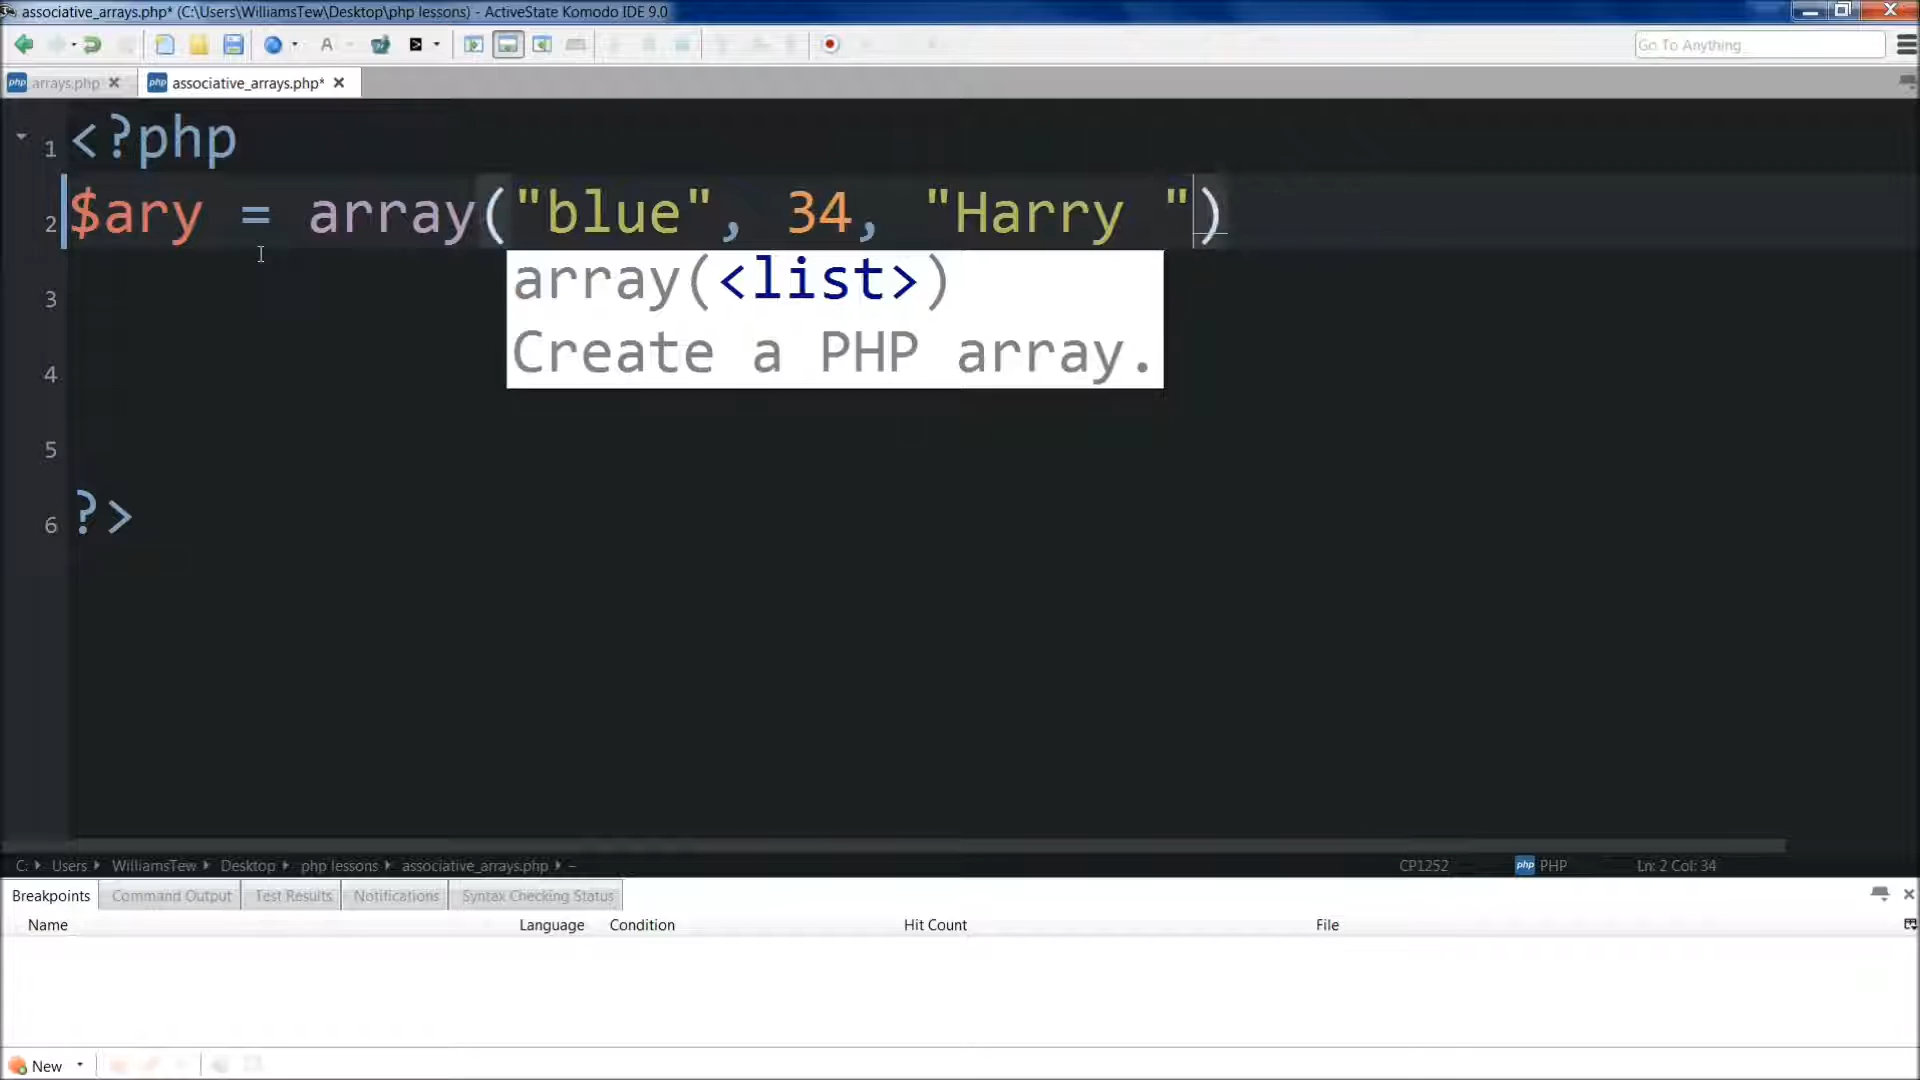 associative_arrays.php* (C:\Users\WilliamsTew\Desktop\php lessons) - ActiveState Komodo IDE 9.0
Go To Anything
php arrays.php
php associative_arrays.php*
1 <?php
2 $ary = array("blue", 34, "Harry ")
array(<list>)
3
Create a PHP array.
4
5
6 ?>
C: Users WilliamsTew Desktop php lessons associative_arrays.php –
CP1252 php PHP Ln: 2 Col: 34
Breakpoints Command Output Test Results Notifications Syntax Checking Status
Name Language Condition Hit Count File
New